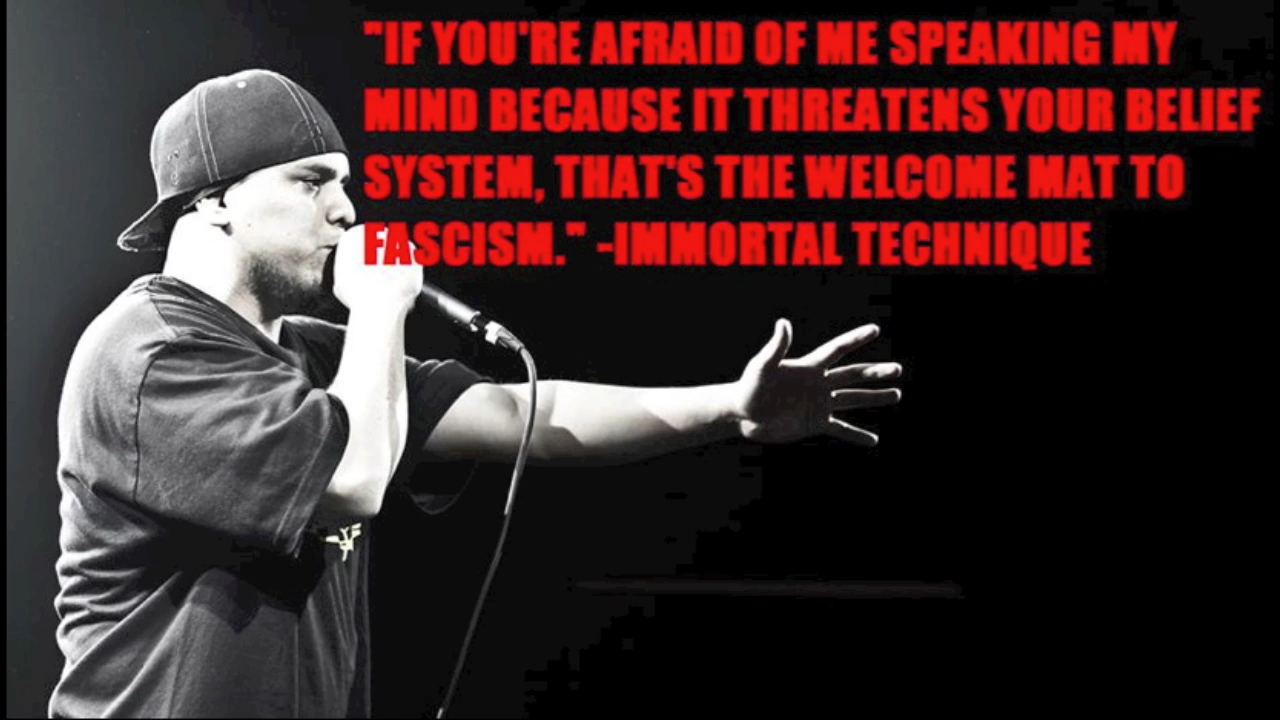 "IF YOU'RE AFRAID OF ME SPEAKING MY
MIND BECAUSE IT THREATENS YOUR BELIEF
SYSTEM, THAT'S THE WELCOME MAT TO
FASCISM." -IMMORTAL TECHNIQUE